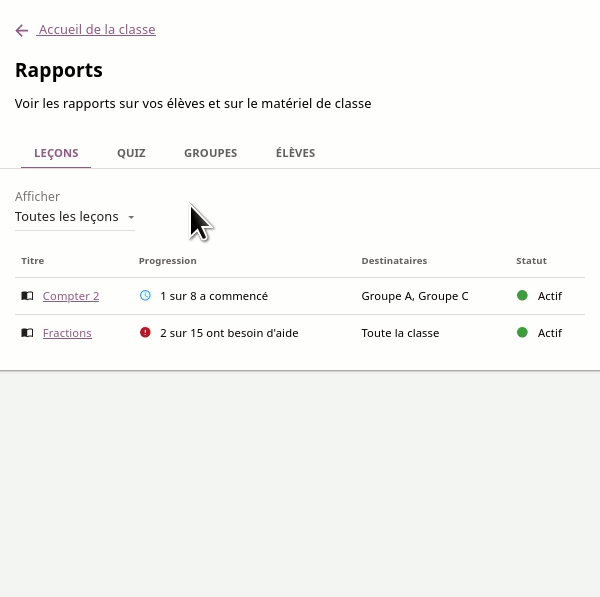 Accueil de la classe
Rapports
Voir les rapports sur vos élèves et sur le matériel de classe
LEÇONS QUIZ GROUPES ÉLÈVES
Afficher
Toutes les leçons
Titre Progression Destinataires Statut
Compter 2 1 sur 8 a commencé Groupe A, Groupe C Actif
Fractions 2 sur 15 ont besoin d'aide Toute la classe Actif